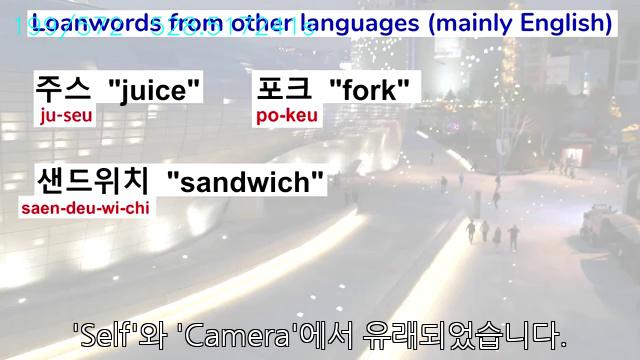 Loanwords from other languages (mainly English)
주스 "juice" 포크 "fork"
ju-seu po-keu
샌드위치 "sandwich"
saen-deu-wi-chi
'Self'와 'Camera'에서 유래되었습니다.